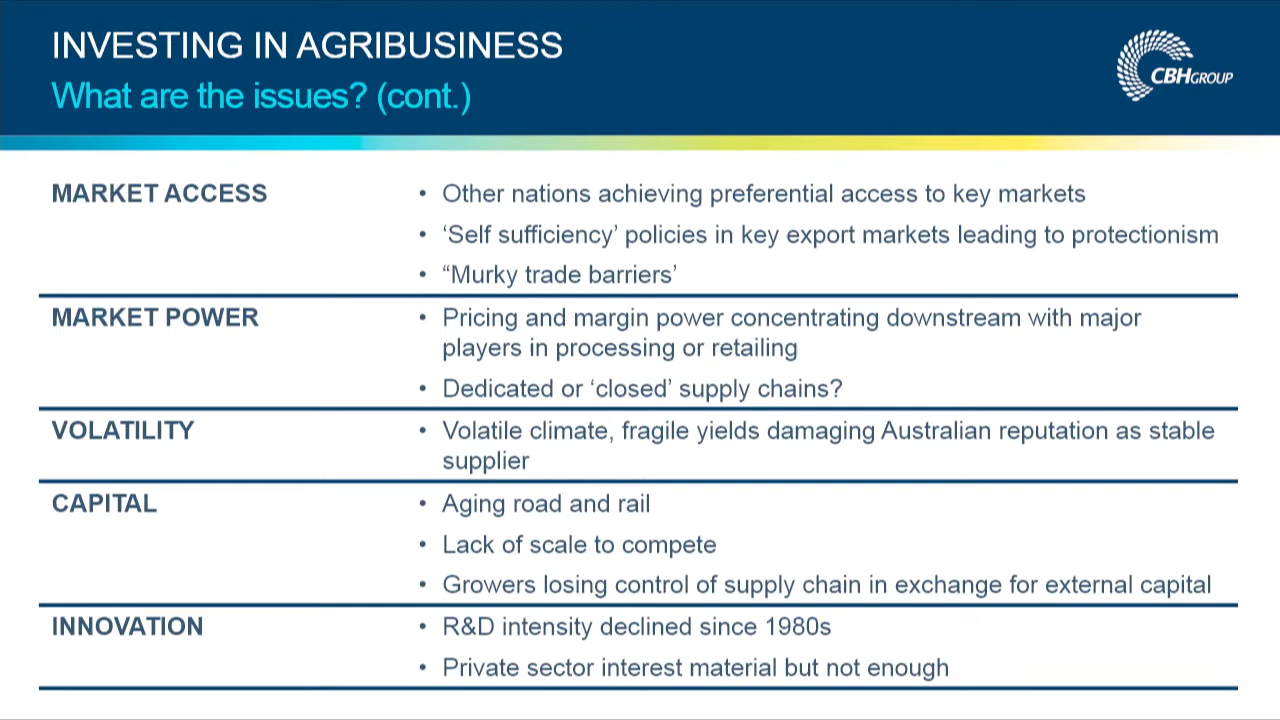 INVESTING IN AGRIBUSINESS
What are the issues? (cont.)
CBHGROUP
MARKET ACCESS
• Other nations achieving preferential access to key markets
• ‘Self sufficiency’ policies in key export markets leading to protectionism
• “Murky trade barriers’
MARKET POWER
• Pricing and margin power concentrating downstream with major
players in processing or retailing
• Dedicated or ‘closed’ supply chains?
VOLATILITY
• Volatile climate, fragile yields damaging Australian reputation as stable
supplier
CAPITAL
• Aging road and rail
• Lack of scale to compete
• Growers losing control of supply chain in exchange for external capital
INNOVATION
• R&D intensity declined since 1980s
• Private sector interest material but not enough